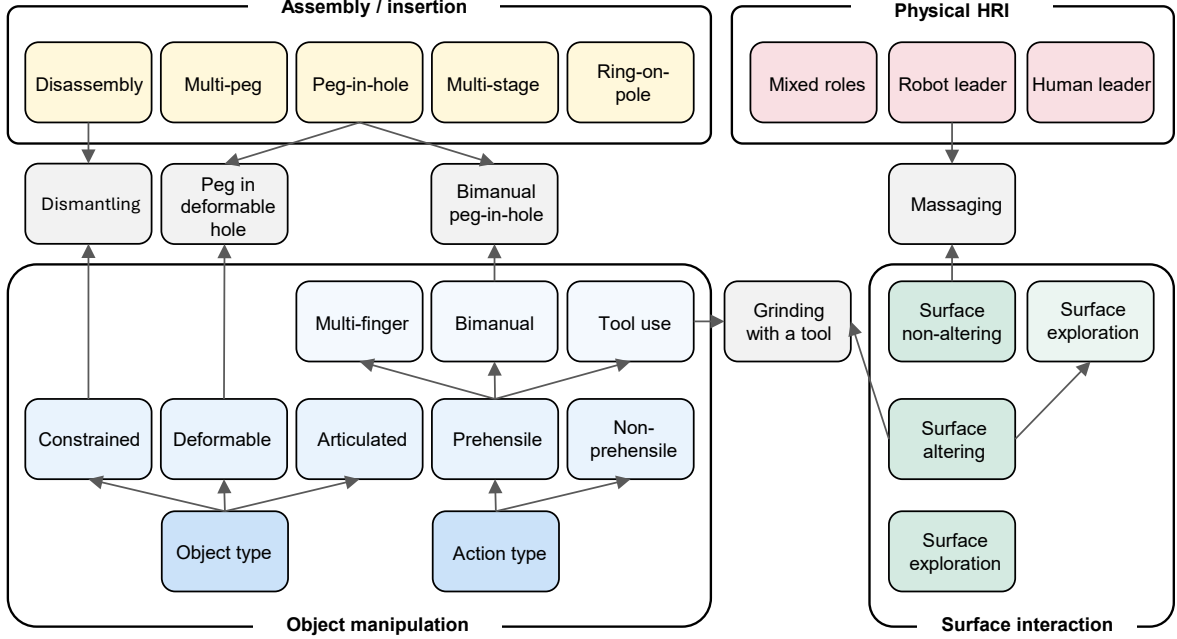 Assembly / insertion
Physical HRI
Disassembly
Multi-peg
Peg-in-hole
Multi-stage
Ring-on-
pole
Mixed roles
Robot leader
Human leader
Dismantling
Peg in
deformable
hole
Bimanual
peg-in-hole
Massaging
Multi-finger
Bimanual
Tool use
Grinding
with a tool
Surface
non-altering
Surface
exploration
Constrained
Deformable
Articulated
Prehensile
Non-
prehensile
Surface
altering
Object type
Action type
Surface
exploration
Object manipulation
Surface interaction